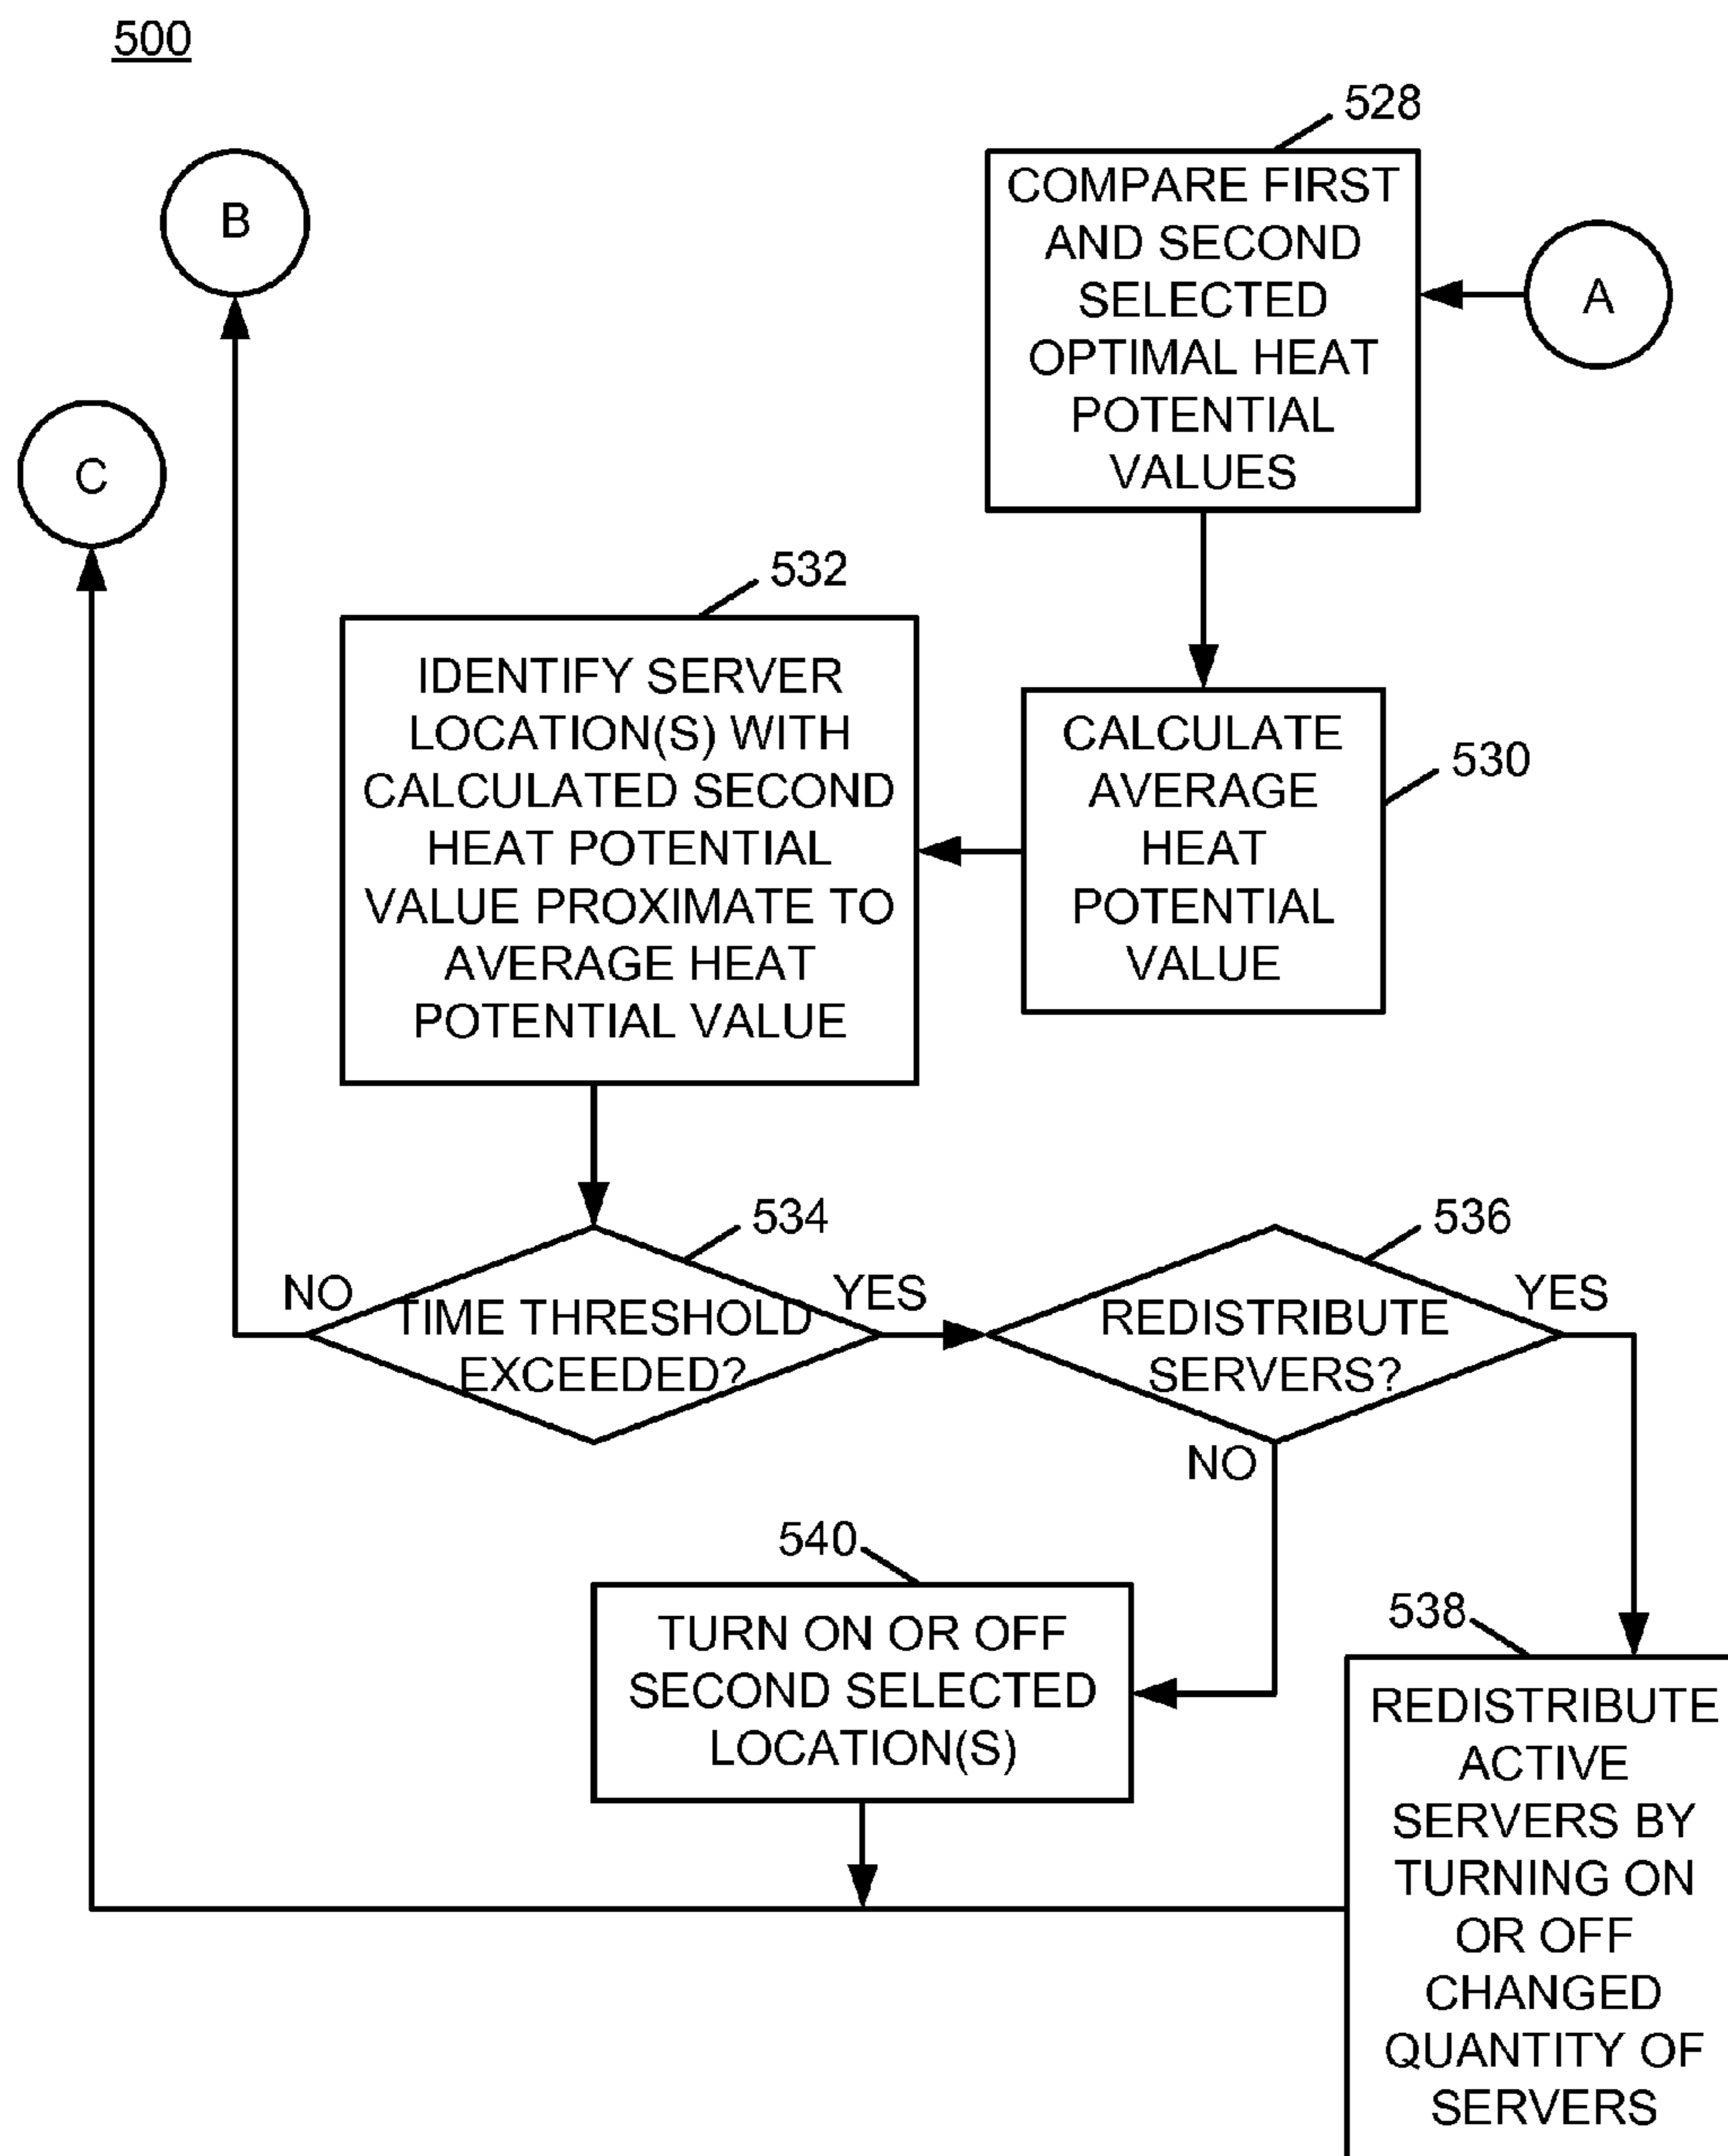 500
528
COMPARE FIRST
AND SECOND
SELECTED
OPTIMAL HEAT
POTENTIAL
VALUES
A
B
C
532
IDENTIFY SERVER
LOCATION(S) WITH
CALCULATED SECOND
HEAT POTENTIAL
VALUE PROXIMATE TO
AVERAGE HEAT
POTENTIAL VALUE
CALCULATE
AVERAGE
HEAT
POTENTIAL
VALUE
530
534
NO
TIME THRESHOLD
EXCEEDED?
YES
536
REDISTRIBUTE
SERVERS?
YES
NO
540
TURN ON OR OFF
SECOND SELECTED
LOCATION(S)
538
REDISTRIBUTE
ACTIVE
SERVERS BY
TURNING ON
OR OFF
CHANGED
QUANTITY OF
SERVERS